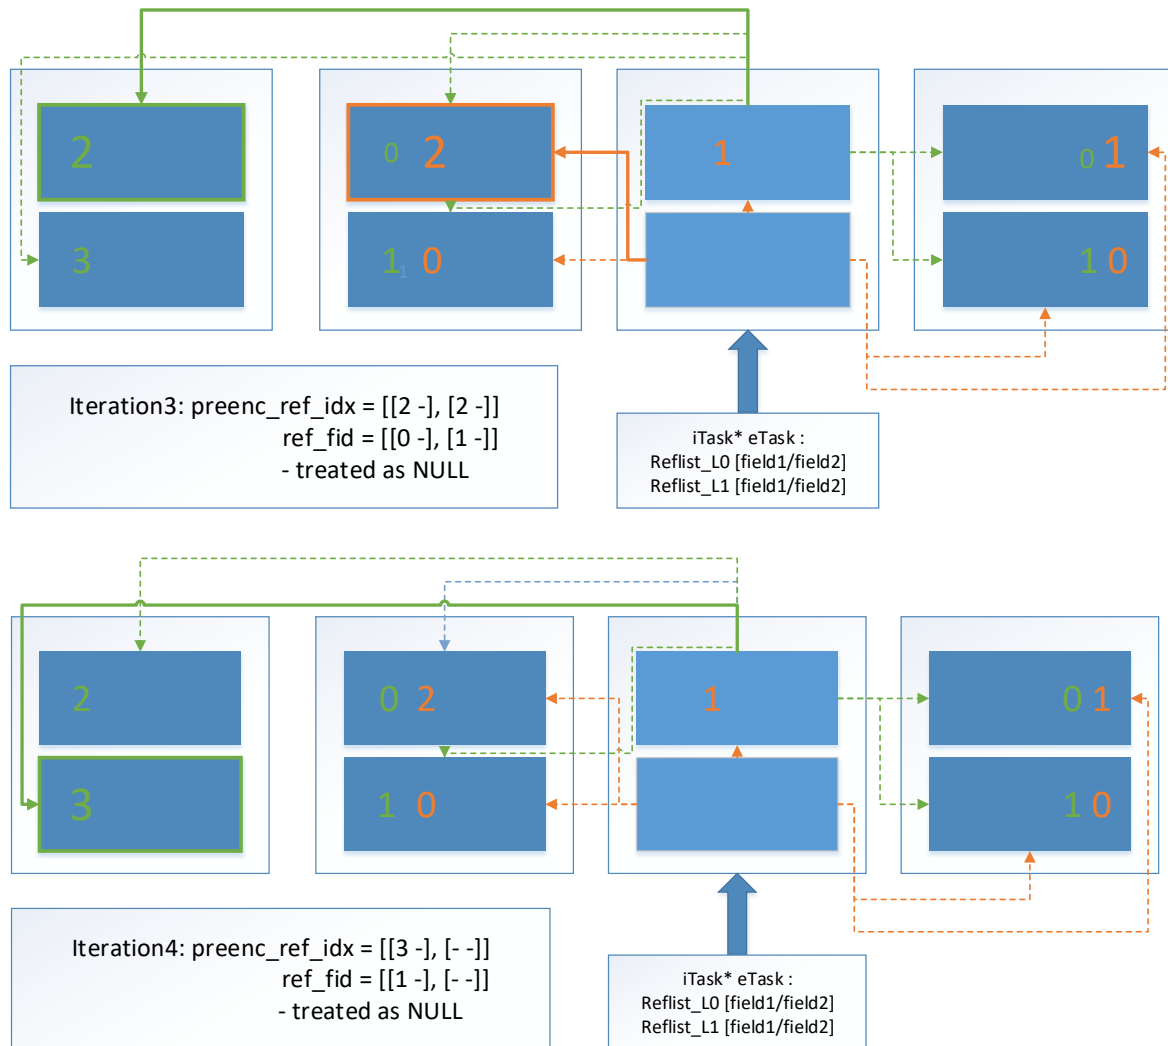 2
0 2
1
0 1
3
1 1 0
1 0
Iteration3: preenc_ref_idx = [[2 -], [2 -]]
ref_fid = [[0 -], [1 -]]
- treated as NULL
iTask* eTask :
Reflist_L0 [field1/field2]
Reflist_L1 [field1/field2]
2
0 2
1
0 1
3
1 0
1 0
Iteration4: preenc_ref_idx = [[3 -], [- -]]
ref_fid = [[1 -], [- -]]
- treated as NULL
iTask* eTask :
Reflist_L0 [field1/field2]
Reflist_L1 [field1/field2]